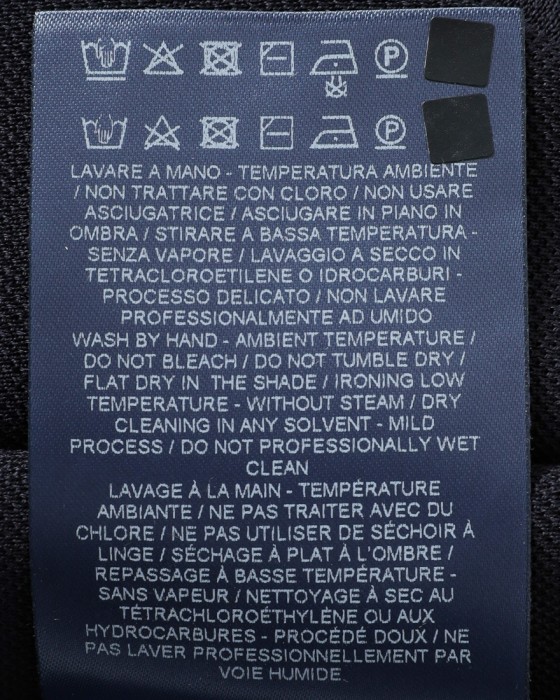 P
P
LAVARE A MANO - TEMPERATURA AMBIENTE
/ NON TRATTARE CON CLORO / NON USARE
ASCIUGATRICE / ASCIUGARE IN PIANO IN
OMBRA / STIRARE A BASSA TEMPERATURA -
SENZA VAPORE / LAVAGGIO A SECCO IN
TETRACLOROETILENE O IDROCARBURI -
PROCESSO DELICATO / NON LAVARE
PROFESSIONALMENTE AD UMIDO
WASH BY HAND - AMBIENT TEMPERATURE /
DO NOT BLEACH / DO NOT TUMBLE DRY /
FLAT DRY IN THE SHADE / IRONING LOW
TEMPERATURE - WITHOUT STEAM / DRY
CLEANING IN ANY SOLVENT - MILD
PROCESS / DO NOT PROFESSIONALLY WET
CLEAN
LAVAGE À LA MAIN - TEMPÉRATURE
AMBIANTE / NE PAS TRAITER AVEC DU
CHLORE / NE PAS UTILISER DE SÉCHOIR À
LINGE / SÉCHAGE À PLAT À L'OMBRE /
REPASSAGE À BASSE TEMPÉRATURE -
SANS VAPEUR / NETTOYAGE À SEC AU
TÉTRACHLOROÉTHYLÈNE OU AUX
HYDROCARBURES - PROCÉDÉ DOUX / NE
PAS LAVER PROFESSIONNELLEMENT PAR
VOIE HUMIDE